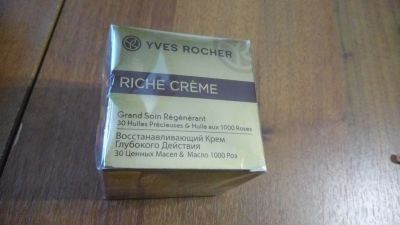 YVES ROCHER
RICHE CRÈME
Grand Soin Régénérant
30 Huiles Précieuses & Huile aux 1000 Roses
Восстанавливающий Крем
Глубокого Действия
30 Ценных Масел & Масло 1000 Роз